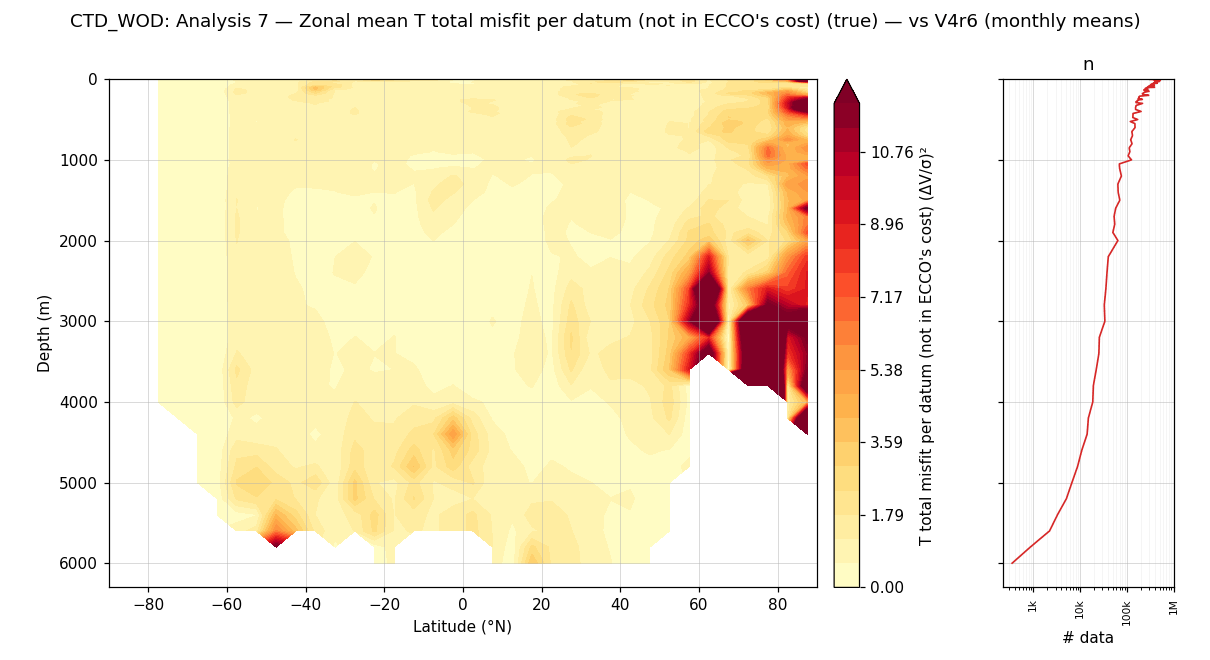 CTD_WOD: Analysis 7 — Zonal mean T total misfit per datum (not in ECCO's cost) (true) — vs V4r6 (monthly means)
n
0
1000
2000
3000
4000
5000
6000
Depth (m)
−80
−60
−40
−20
0
20
40
60
80
Latitude (°N)
10.76
8.96
7.17
5.38
3.59
1.79
0.00
T total misfit per datum (not in ECCO's cost) (ΔV/σ)²
1k
10k
100k
1M
# data